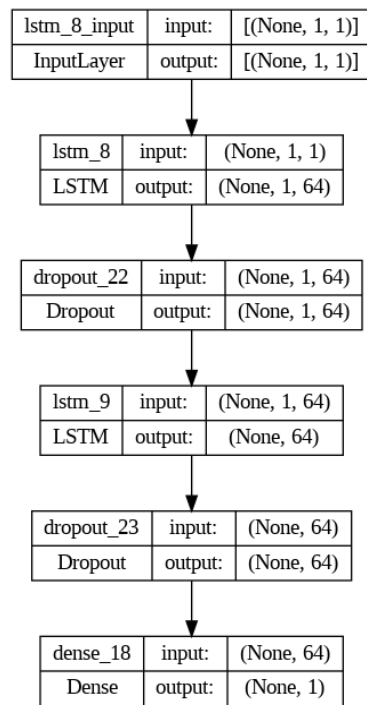 lstm_8_input input: [(None, 1, 1)]
InputLayer output: [(None, 1, 1)]
lstm_8 input: (None, 1, 1)
LSTM output: (None, 1, 64)
dropout_22 input: (None, 1, 64)
Dropout output: (None, 1, 64)
lstm_9 input: (None, 1, 64)
LSTM output: (None, 64)
dropout_23 input: (None, 64)
Dropout output: (None, 64)
dense_18 input: (None, 64)
Dense output: (None, 1)